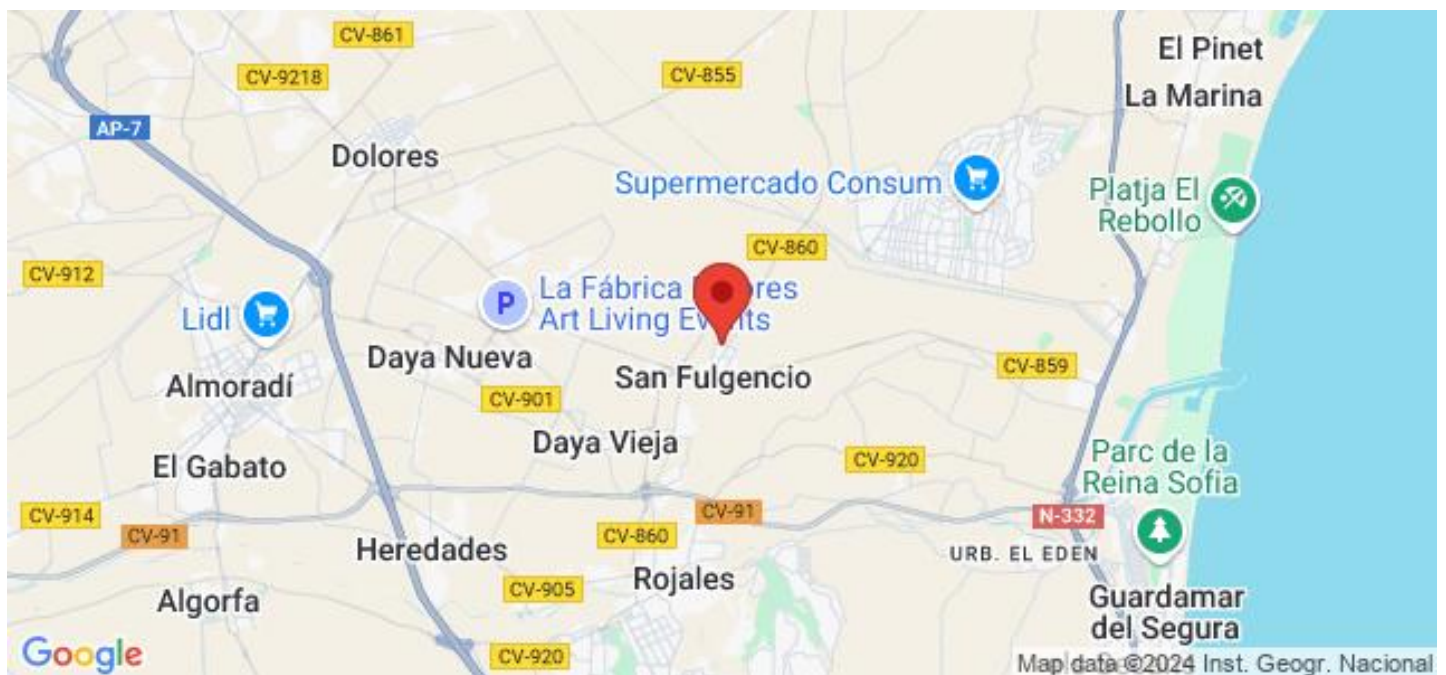 CV-861
El Pinet
CV-9218
CV-855
La Marina
AP-7
Dolores
Supermercado Consum
Platja El
Rebollo
CV-860
CV-912
La Fábrica
Art Living
P
Lidl
Daya Nueva
CV-859
Almoradí
San Fulgencio
CV-901
Daya Vieja
Parc de la
Reina Sofia
El Gabato
CV-920
CV-914
CV-91
CV-91
N-332
CV-860
Heredades
URB. EL EDEN
Rojales
CV-905
Algorfa
Guardamar
del Segura
Google
CV-920
Map data ©2024 Inst. Geogr. Nacional